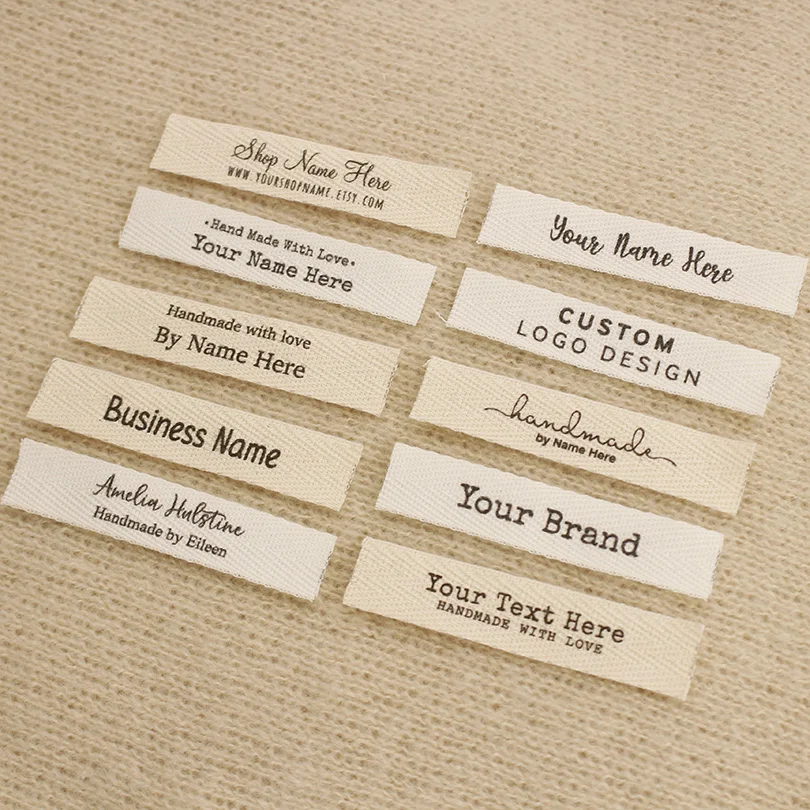 Shop Name Here
WWW.YOURSHOPNAME.ETSY.COM
•Hand Made With Love•
Your Name Here
Handmade with love
By Name Here
Business Name
Amelia Hulstine
Handmade by Eileen
Your Name Here
CUSTOM
LOGO DESIGN
handmade
by Name Here
Your Brand
Your Text Here
HANDMADE WITH LOVE